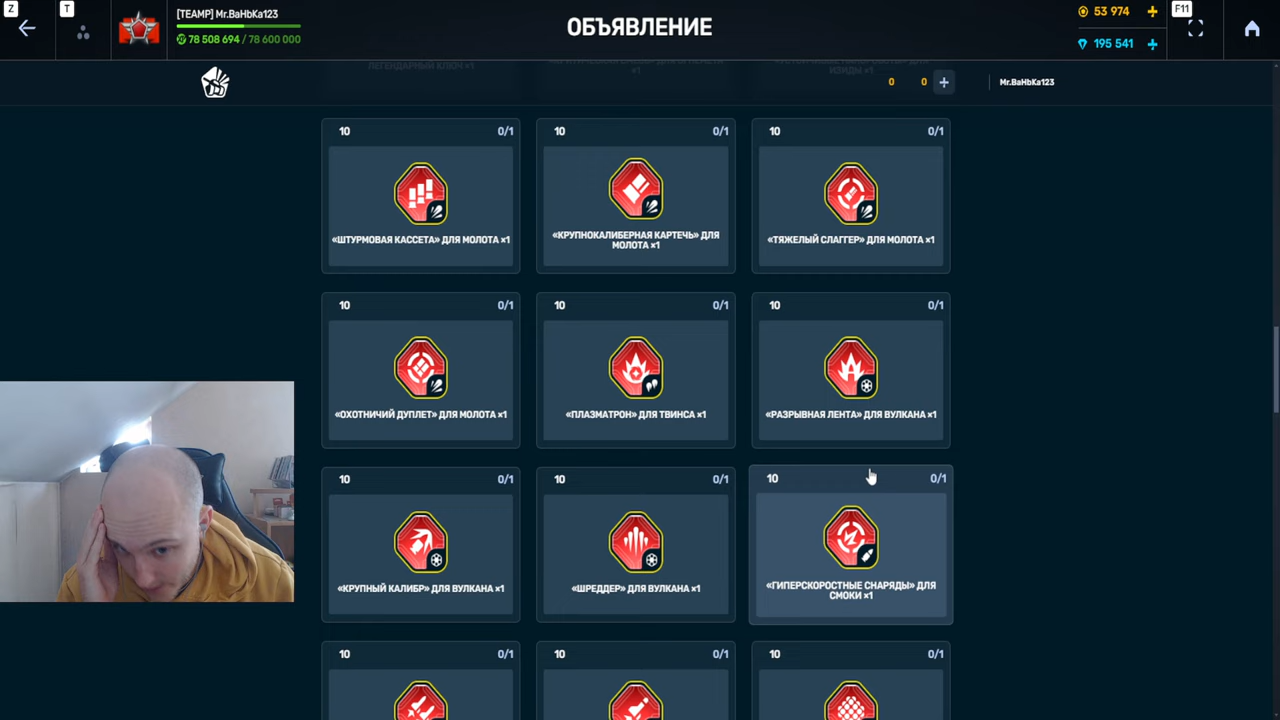 Z
T
[TEAMP] Mr.BaHbKa123
78 508 694 / 78 600 000
ОБЪЯВЛЕНИЕ
53 974
195 541
F11
ЛЕГЕНДАРНЫЙ КЛЮЧ ×1
0 0
Mr.BaHbKa123
10 0/1
10 0/1
10 0/1
«ШТУРМОВАЯ КАССЕТА» ДЛЯ МОЛОТА ×1
«КРУПНОКАЛИБЕРНАЯ КАРТЕЧЬ» ДЛЯ
МОЛОТА ×1
«ТЯЖЕЛЫЙ СЛАГГЕР» ДЛЯ МОЛОТА ×1
10 0/1
10 0/1
10 0/1
«ОХОТНИЧИЙ ДУПЛЕТ» ДЛЯ МОЛОТА ×1
«ПЛАЗМАТРОН» ДЛЯ ТВИНСА ×1
«РАЗРЫВНАЯ ЛЕНТА» ДЛЯ ВУЛКАНА ×1
10 0/1
10 0/1
10 0/1
«КРУПНЫЙ КАЛИБР» ДЛЯ ВУЛКАНА ×1
«ШРЕДДЕР» ДЛЯ ВУЛКАНА ×1
«ГИПЕРСКОРОСТНЫЕ СНАРЯДЫ» ДЛЯ
СМОКИ ×1
10 0/1
10 0/1
10 0/1